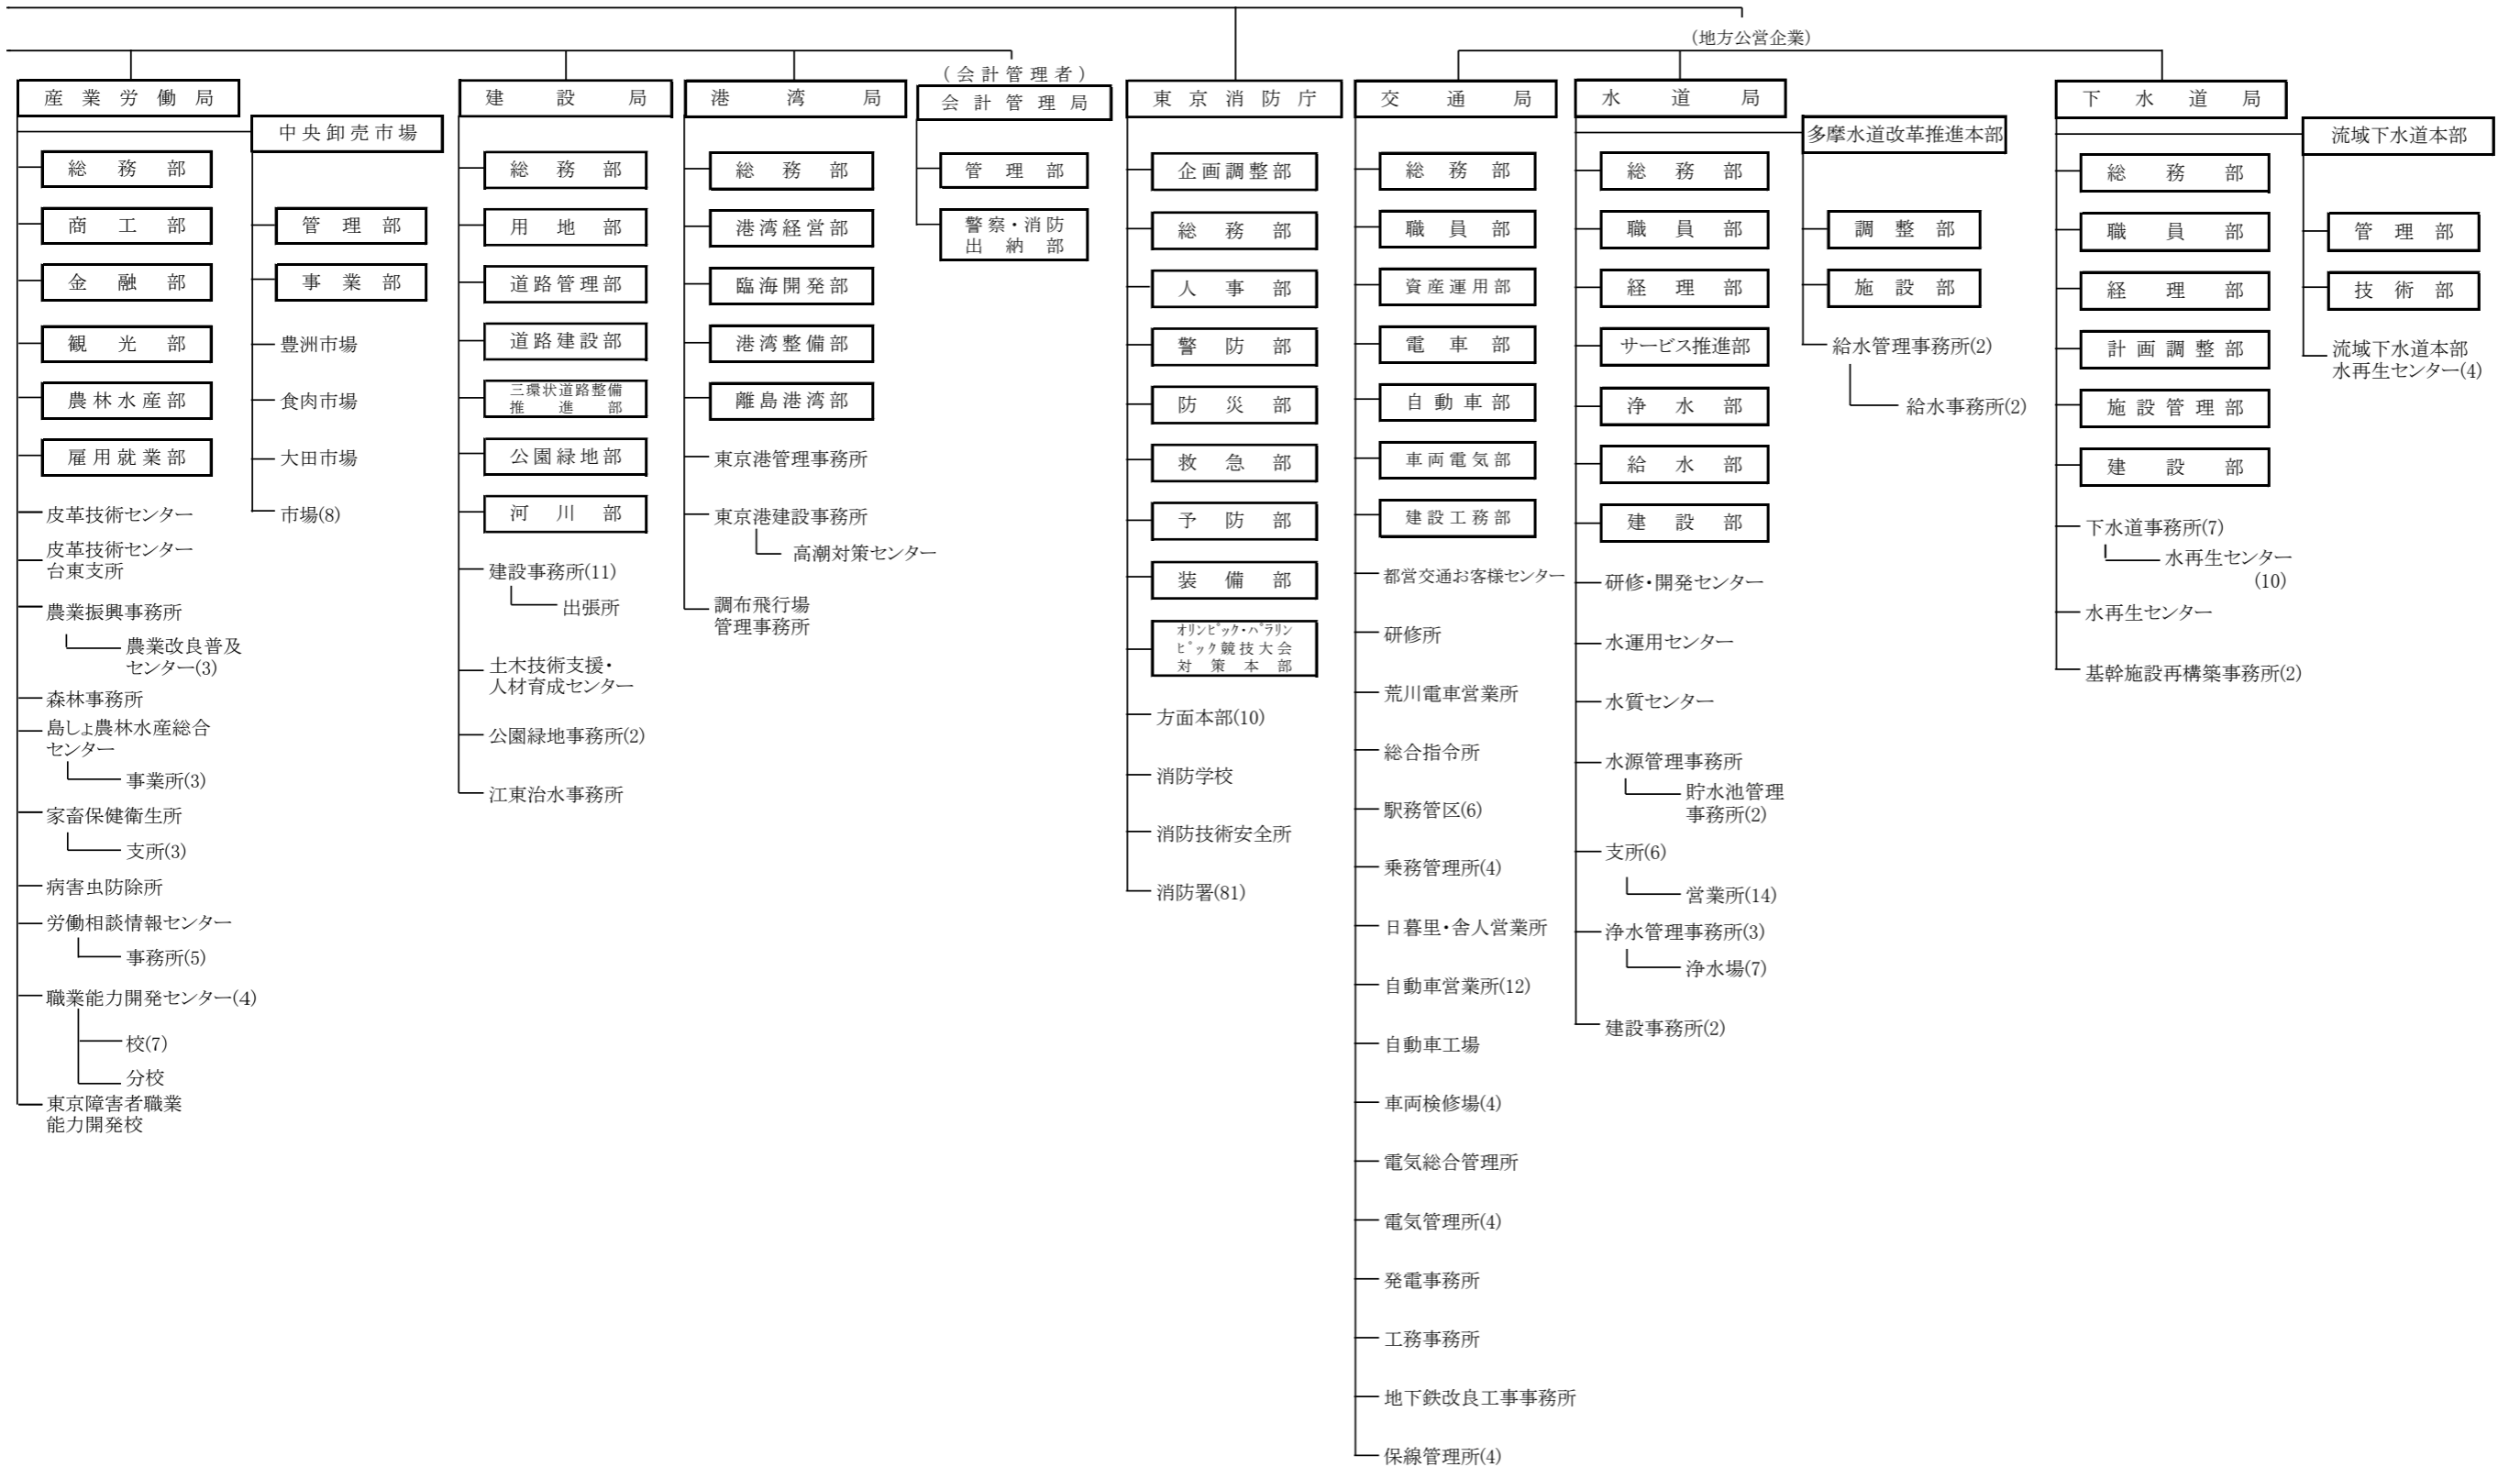 (地方公営企業)
(会計管理者)
産業労働局
中央卸売市場
総務部
商工部
金融部
観光部
農林水産部
雇用就業部
皮革技術センター
皮革技術センター
台東支所
農業振興事務所
農業改良普及
センター(3)
森林事務所
島しょ農林水産総合
センター
事業所(3)
家畜保健衛生所
支所(3)
病害虫防除所
労働相談情報センター
事務所(5)
職業能力開発センター(4)
校(7)
分校
東京障害者職業
能力開発校
管理部
事業部
豊洲市場
食肉市場
大田市場
市場(8)
建設局
総務部
用地部
道路管理部
道路建設部
三環状道路整備
推進部
公園緑地部
河川部
建設事務所(11)
出張所
土木技術支援・
人材育成センター
公園緑地事務所(2)
江東治水事務所
港湾局
総務部
港湾経営部
臨海開発部
港湾整備部
離島港湾部
東京港管理事務所
東京港建設事務所
高潮対策センター
調布飛行場
管理事務所
会計管理局
管理部
警察・消防
出納部
東京消防庁
企画調整部
総務部
人事部
警防部
防災部
救急部
予防部
装備部
オリンピック・パラリン
ピック競技大会
対策本部
方面本部(10)
消防学校
消防技術安全所
消防署(81)
交通局
総務部
職員部
資産運用部
電車部
自動車部
車両電気部
建設工務部
都営交通お客様センター
研修所
荒川電車営業所
総合指令所
駅務管区(6)
乗務管理所(4)
日暮里・舎人営業所
自動車営業所(12)
自動車工場
車両検修場(4)
電気総合管理所
電気管理所(4)
発電事務所
工務事務所
地下鉄改良工事事務所
保線管理所(4)
水道局
多摩水道改革推進本部
総務部
職員部
経理部
サービス推進部
浄水部
給水部
建設部
研修・開発センター
水運用センター
水質センター
水源管理事務所
貯水池管理
事務所(2)
支所(6)
営業所(14)
浄水管理事務所(3)
浄水場(7)
建設事務所(2)
調整部
施設部
給水管理事務所(2)
給水事務所(2)
下水道局
流域下水道本部
総務部
職員部
経理部
計画調整部
施設管理部
建設部
下水道事務所(7)
水再生センター
(10)
水再生センター
基幹施設再構築事務所(2)
管理部
技術部
流域下水道本部
水再生センター(4)